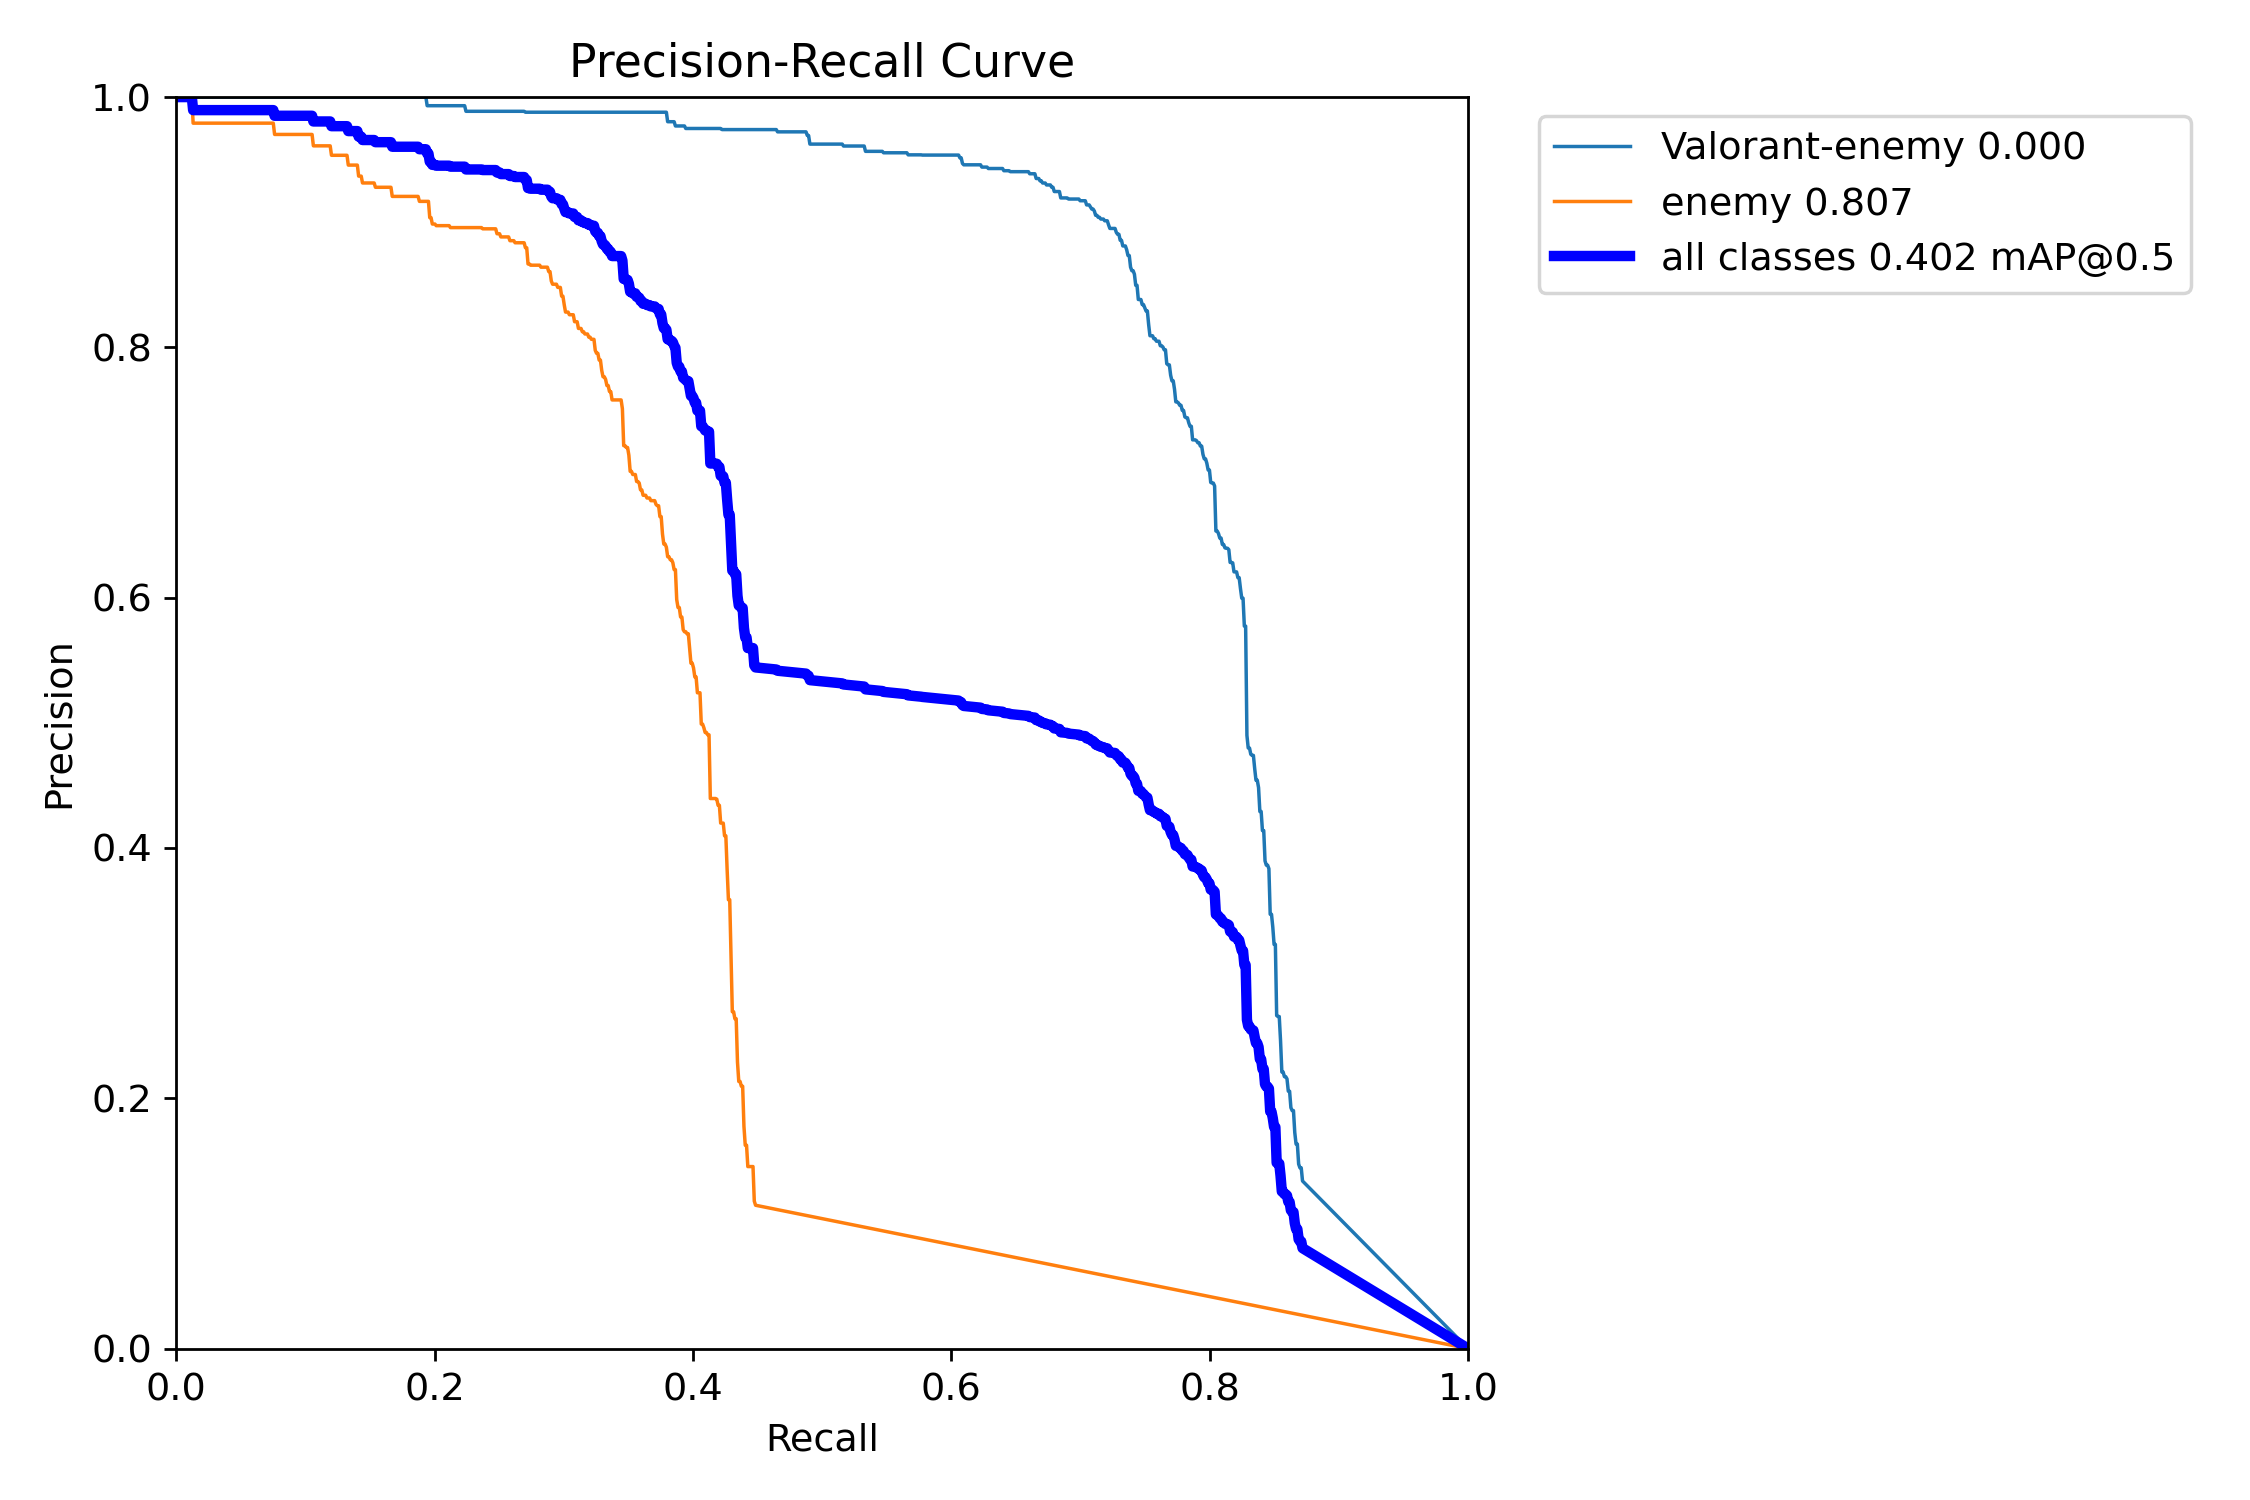 Precision-Recall Curve
1.0
0.8
0.6
0.4
0.2
0.0
Precision
0.0 0.2 0.4 0.6 0.8 1.0
Recall
Valorant-enemy 0.000
enemy 0.807
all classes 0.402 mAP@0.5